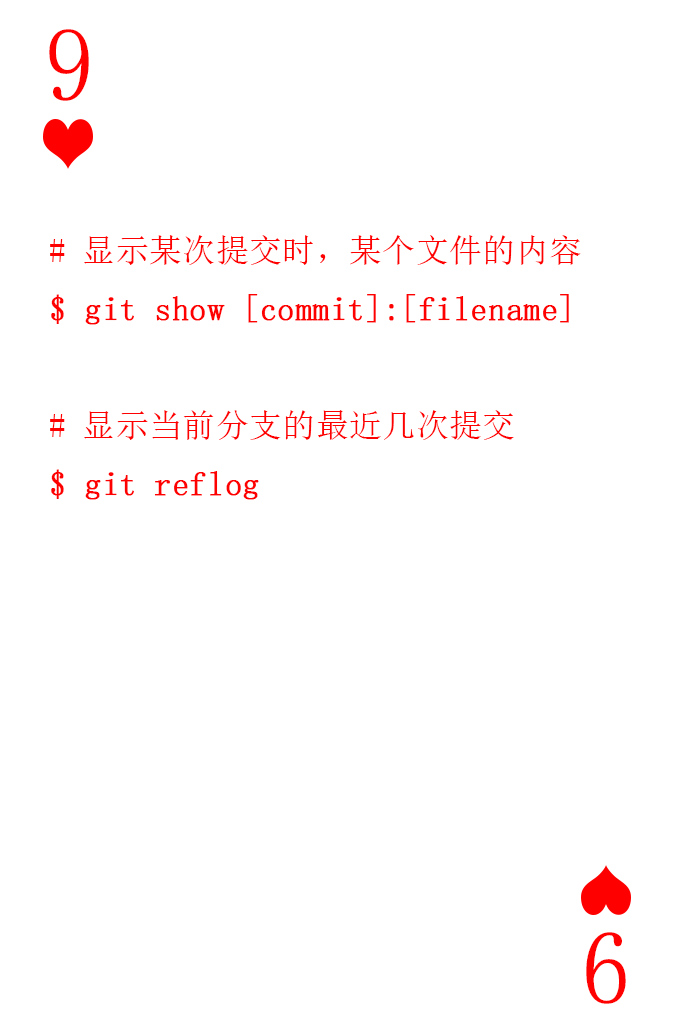 9
# 显示某次提交时，某个文件的内容
$ git show [commit]:[filename]
# 显示当前分支的最近几次提交
$ git reflog
9